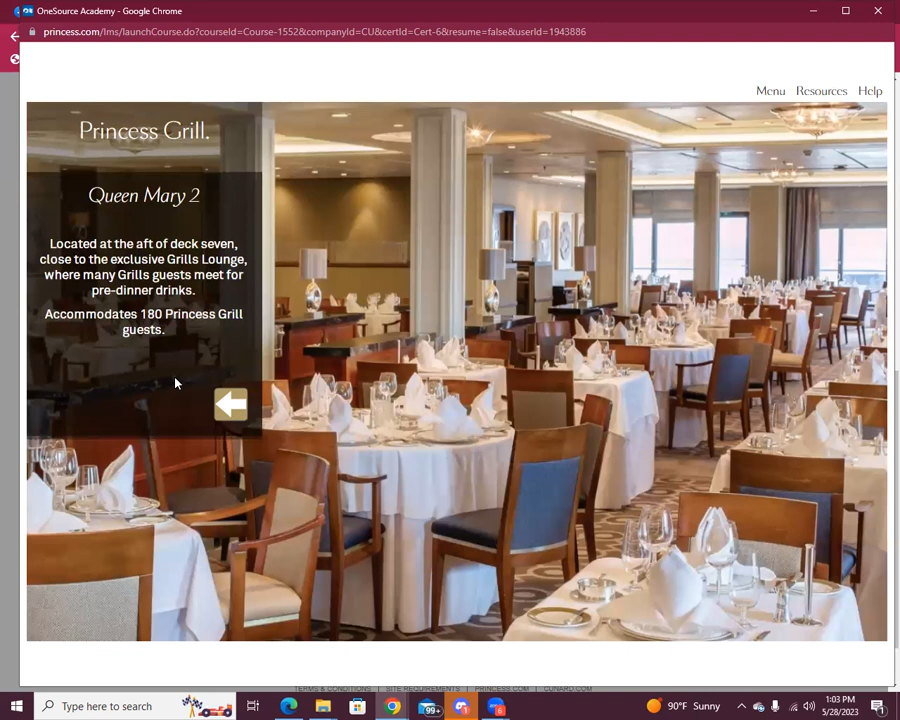 OneSource Academy - Google Chrome
princess.com/lms/launchCourse.do?courseId=Course-1552&companyId=CU&certId=Cert-6&resume=false&userId=1943886
Menu Resources Help
Princess Grill.
Queen Mary 2
Located at the aft of deck seven,
close to the exclusive Grills Lounge,
where many Grills guests meet for
pre-dinner drinks.
Accommodates 180 Princess Grill
guests.
TERMS & CONDITIONS | SITE REQUIREMENTS | PRINCESS.COM | CUNARD.COM
Type here to search
99+
1
6
90°F Sunny
1:03 PM
5/28/2023
1